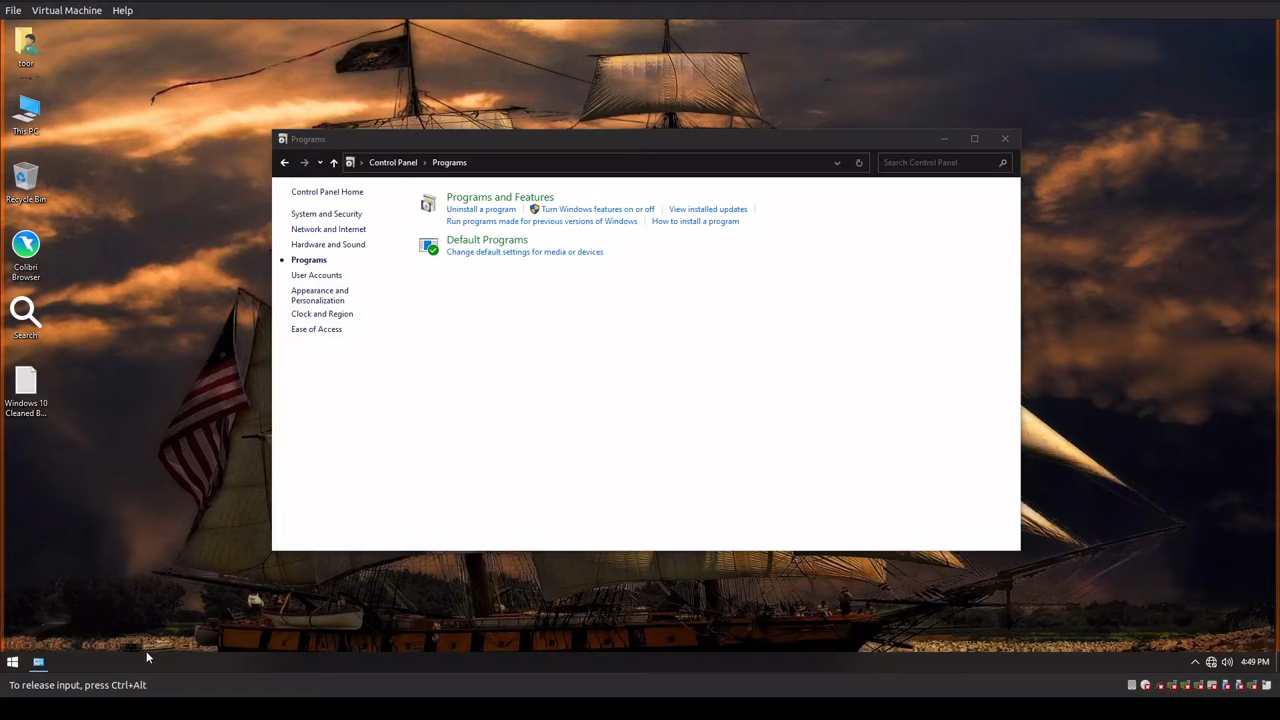 File Virtual Machine Help
toor
This PC
Recycle Bin
Colibri
Browser
Search
Windows 10
Cleaned B...
Programs
Control Panel Programs
Search Control Panel
Control Panel Home
System and Security
Network and Internet
Hardware and Sound
Programs
User Accounts
Appearance and
Personalization
Clock and Region
Ease of Access
Programs and Features
Uninstall a program Turn Windows features on or off View installed updates
Run programs made for previous versions of Windows How to install a program
Default Programs
Change default settings for media or devices
4:49 PM
To release input, press Ctrl+Alt